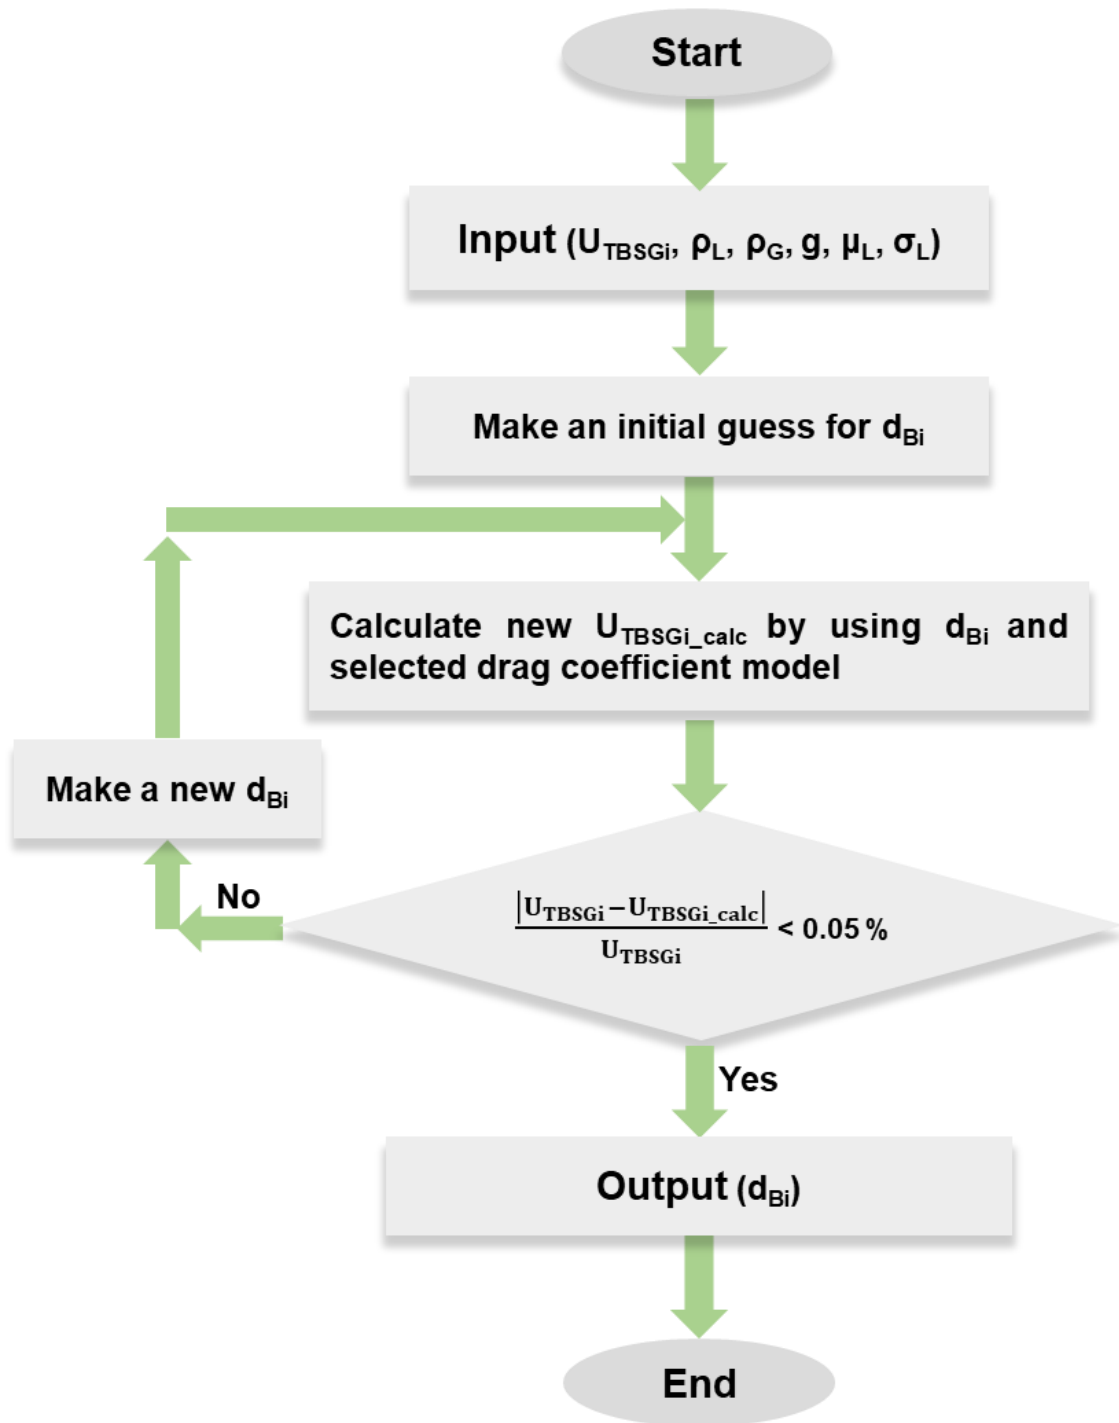 Start
Input (U_TBSGi, ρ_L, ρ_G, g, μ_L, σ_L)
Make an initial guess for d_Bi
Calculate new U_TBSGi_calc by using d_Bi and
selected drag coefficient model
Make a new d_Bi
No
|U_TBSGi − U_TBSGi_calc|
U_TBSGi
< 0.05 %
Yes
Output (d_Bi)
End